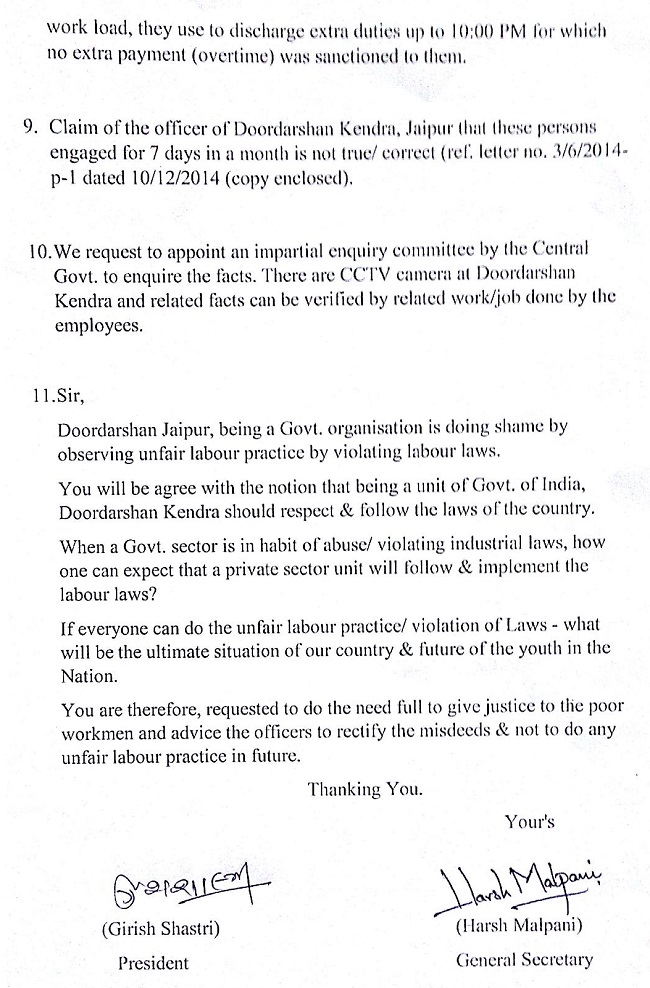 work load, they use to discharge extra duties up to 10:00 PM for which
no extra payment (overtime) was sanctioned to them.
9. Claim of the officer of Doordarshan Kendra, Jaipur that these persons
engaged for 7 days in a month is not true/ correct (ref. letter no. 3/6/2014-
p-1 dated 10/12/2014 (copy enclosed).
10.We request to appoint an impartial enquiry committee by the Central
Govt. to enquire the facts. There are CCTV camera at Doordarshan
Kendra and related facts can be verified by related work/job done by the
employees.
11.Sir,
Doordarshan Jaipur, being a Govt. organisation is doing shame by
observing unfair labour practice by violating labour laws.
You will be agree with the notion that being a unit of Govt. of India,
Doordarshan Kendra should respect & follow the laws of the country.
When a Govt. sector is in habit of abuse/ violating industrial laws, how
one can expect that a private sector unit will follow & implement the
labour laws?
If everyone can do the unfair labour practice/ violation of Laws - what
will be the ultimate situation of our country & future of the youth in the
Nation.
You are therefore, requested to do the need full to give justice to the poor
workmen and advice the officers to rectify the misdeeds & not to do any
unfair labour practice in future.
Thanking You.
Your's
Harsh Malpani
(Girish Shastri)
(Harsh Malpani)
President
General Secretary